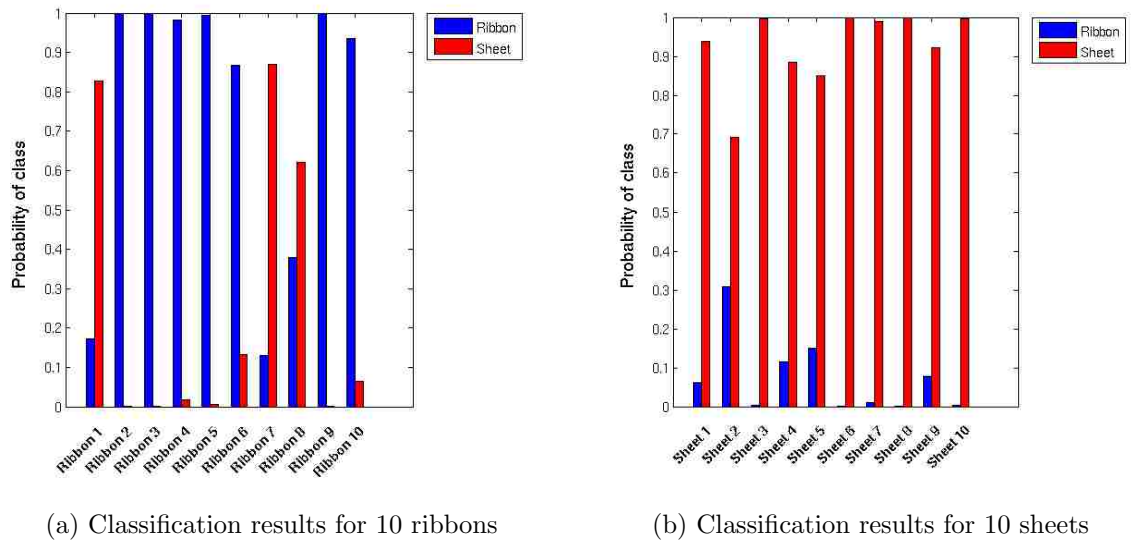 Probability of class
1
0.9
0.8
0.7
0.6
0.5
0.4
0.3
0.2
0.1
0
Ribbon 1
Ribbon 2
Ribbon 3
Ribbon 4
Ribbon 5
Ribbon 6
Ribbon 7
Ribbon 8
Ribbon 9
Ribbon 10
Ribbon
Sheet
(a) Classification results for 10 ribbons
Probability of class
1
0.9
0.8
0.7
0.6
0.5
0.4
0.3
0.2
0.1
0
Sheet 1
Sheet 2
Sheet 3
Sheet 4
Sheet 5
Sheet 6
Sheet 7
Sheet 8
Sheet 9
Sheet 10
Ribbon
Sheet
(b) Classification results for 10 sheets